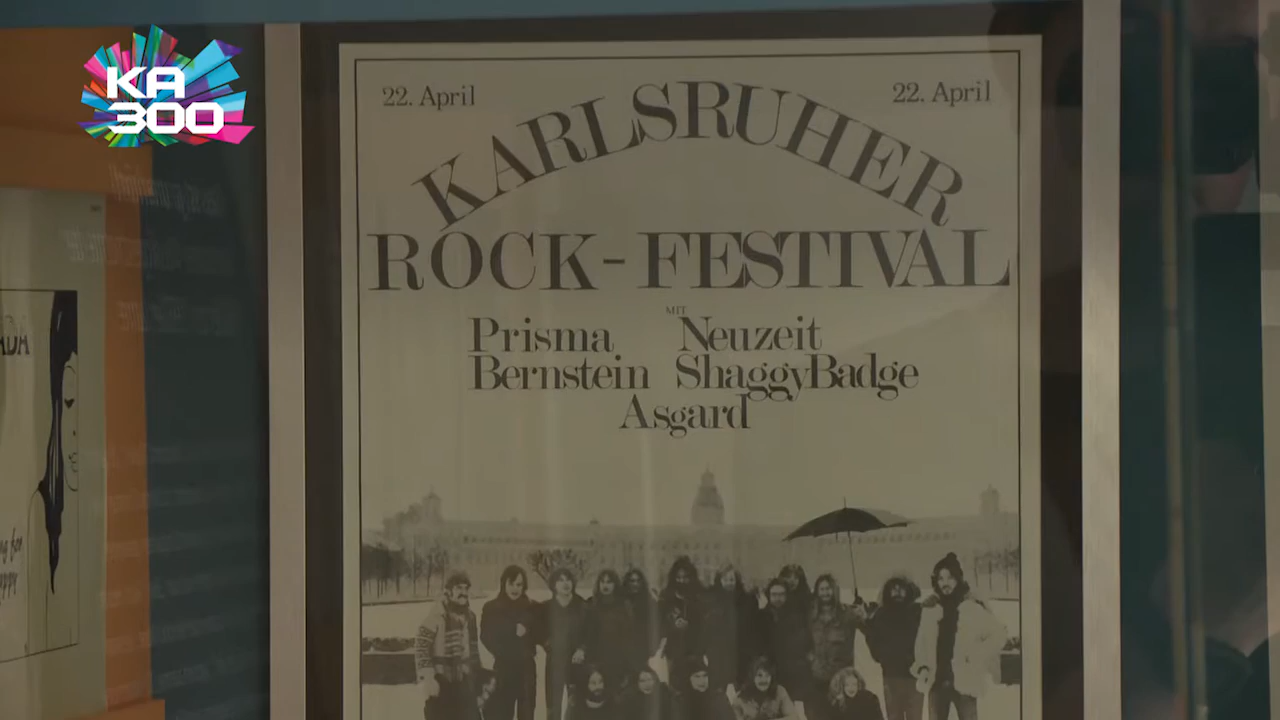 KA
300
22. April
22. April
KARLSRUHER
ROCK-FESTIVAL
MIT
Prisma Neuzeit
Bernstein ShaggyBadge
Asgard